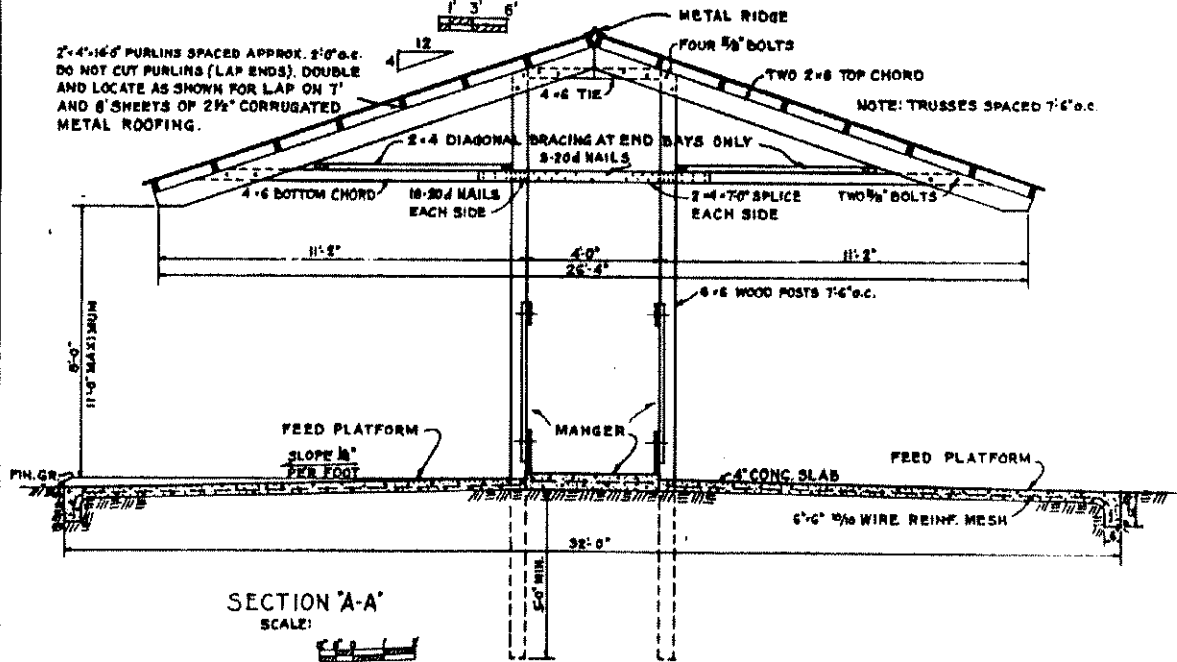 1' 3' 6'
METAL RIDGE
2"×4"×16'-0" PURLINS SPACED APPROX. 2'-0" o.c.
DO NOT CUT PURLINS (LAP ENDS). DOUBLE
AND LOCATE AS SHOWN FOR LAP ON 7'
AND 8' SHEETS OF 2½" CORRUGATED
METAL ROOFING.
12
4
FOUR ⅝" BOLTS
TWO 2×8 TOP CHORD
4×6 TIE
NOTE: TRUSSES SPACED 7'-6" o.c.
2×4 DIAGONAL BRACING AT END BAYS ONLY
20d NAILS
4×6 BOTTOM CHORD
20d NAILS
EACH SIDE
2×4×7'-0" SPLICE
EACH SIDE
TWO ⅝" BOLTS
11'-2"
4'-0"
11'-2"
26'-4"
6×6 WOOD POSTS 7'-6" o.c.
8'-0"
11'-0" MAXIMUM
FEED PLATFORM
MANGER
FEED PLATFORM
SLOPE
PER FOOT
FIN. GR.
4" CONC. SLAB
6"×6" 10/10 WIRE REINF. MESH
32'-0"
5'-0" MIN.
SECTION "A-A"
SCALE: